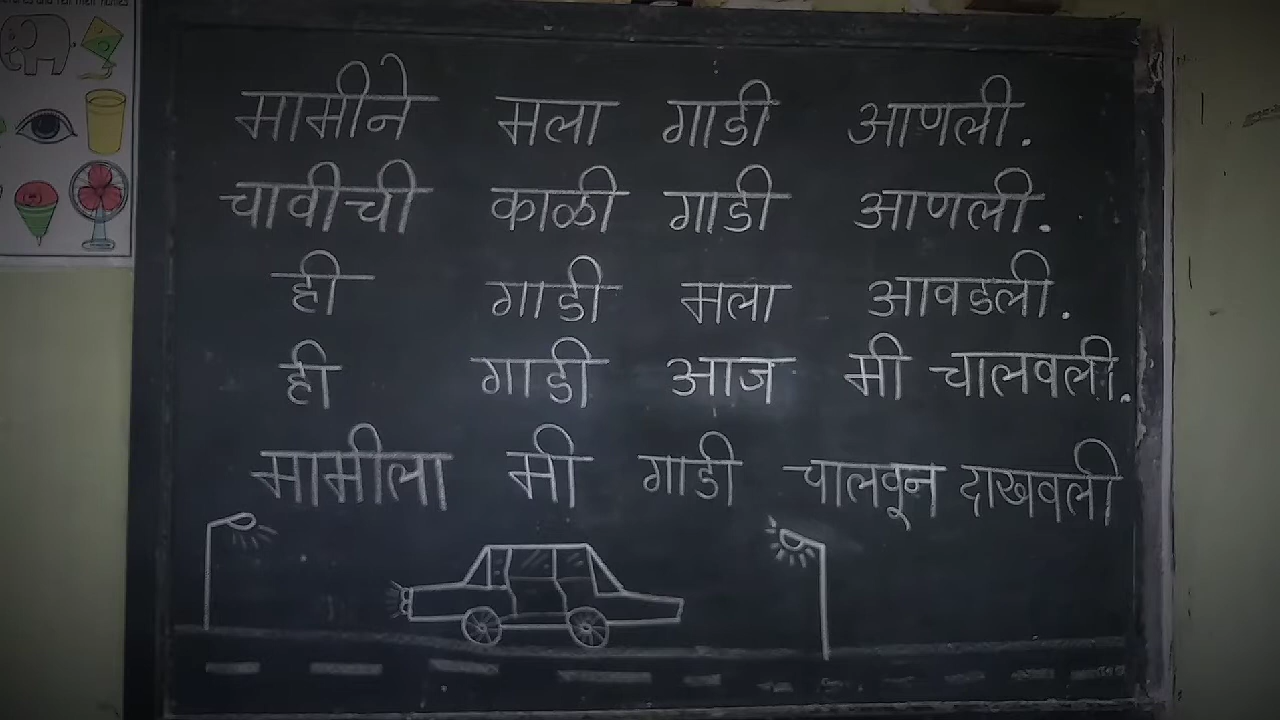 मामीने मला गाडी आणली.
चावीची काळी गाडी आणली.
ही गाडी मला आवडली.
ही गाडी आज मी चालवली.
मामीला मी गाडी चालवून दाखवली